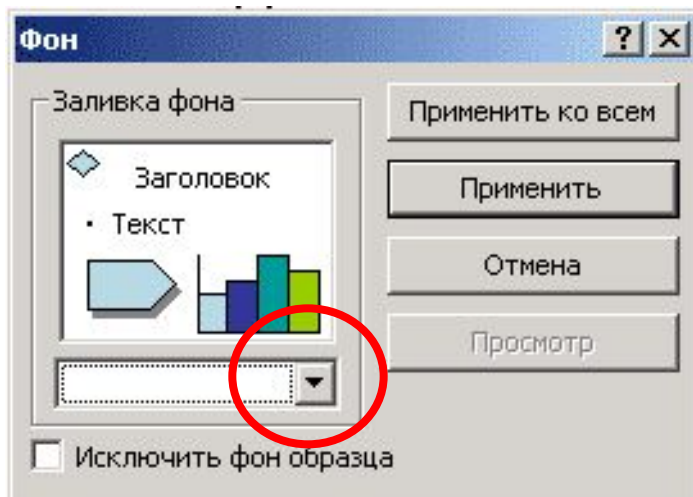 Фон
Заливка фона
Заголовок
· Текст
Применить ко всем
Применить
Отмена
Просмотр
Исключить фон образца